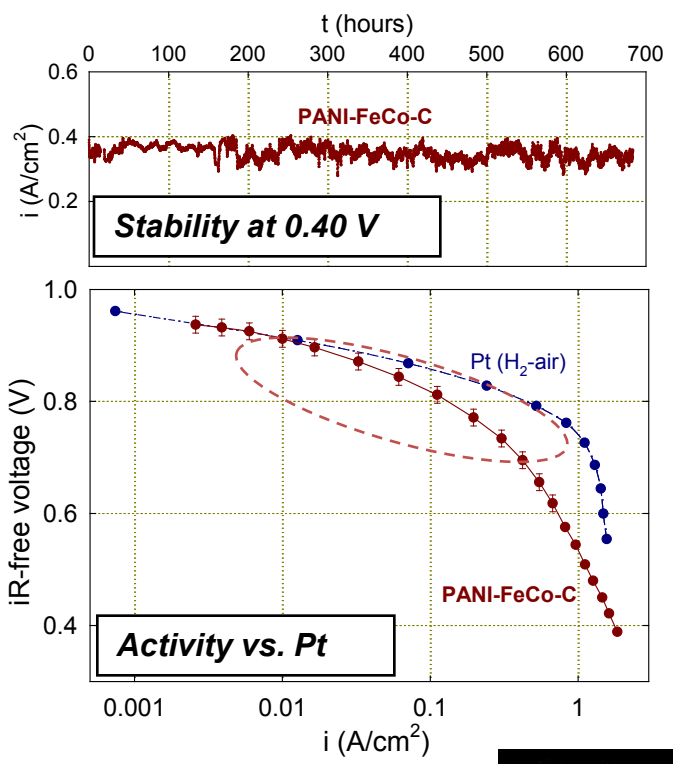 t (hours)
0 100 200 300 400 500 600 700
0.6
PANI-FeCo-C
0.4
i (A/cm²)
0.2
Stability at 0.40 V
1.0
Pt (H₂-air)
0.8
iR-free voltage (V)
0.6
PANI-FeCo-C
0.4
Activity vs. Pt
0.001 0.01 0.1 1
i (A/cm²)